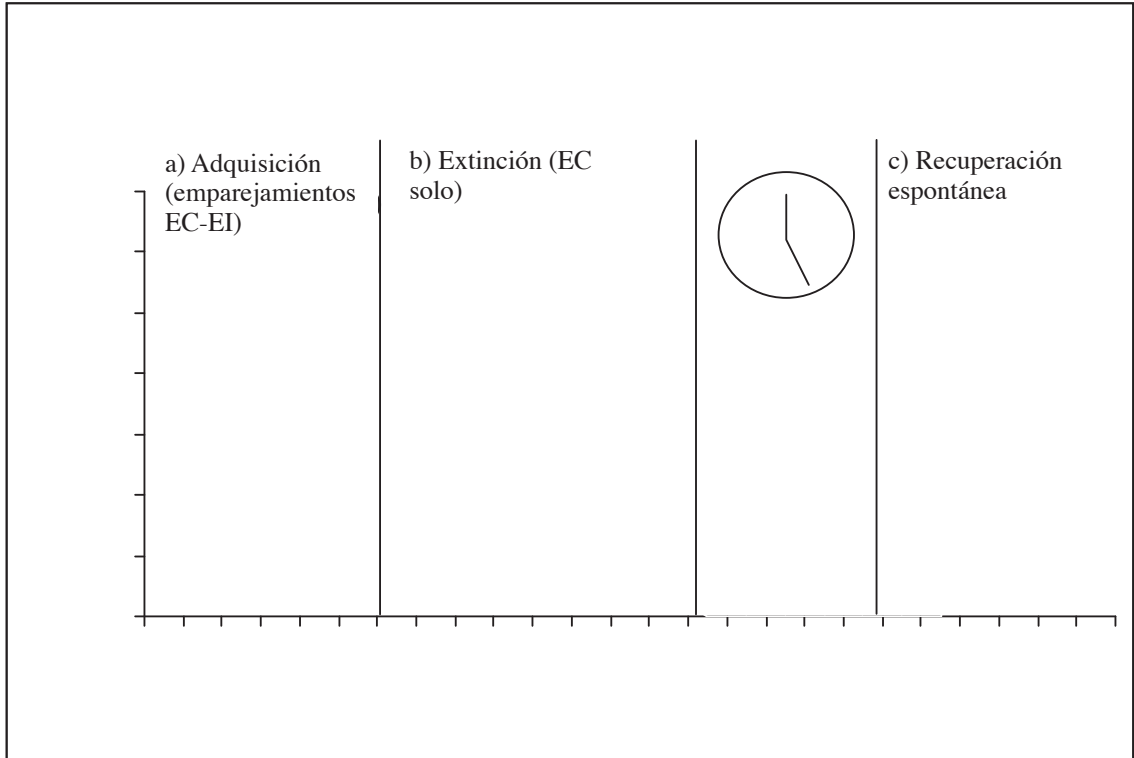 a) Adquisición
(emparejamientos
EC-EI)
b) Extinción (EC
solo)
c) Recuperación
espontánea